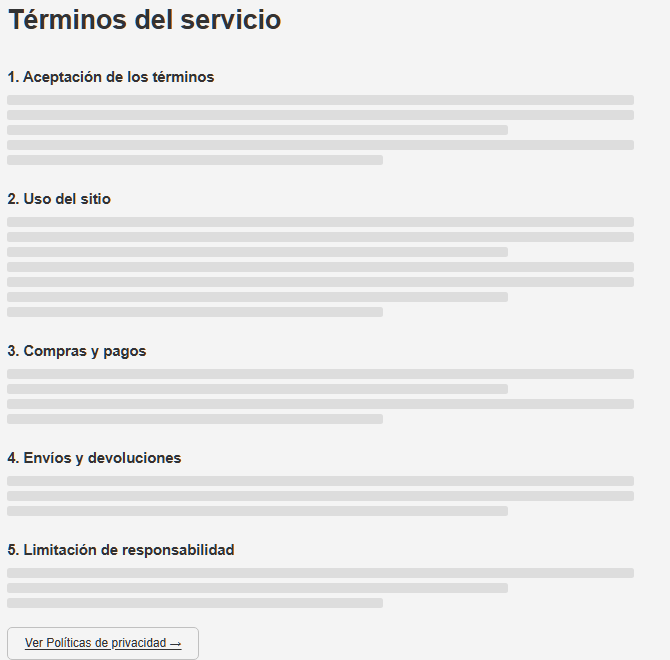 Términos del servicio
1. Aceptación de los términos
2. Uso del sitio
3. Compras y pagos
4. Envíos y devoluciones
5. Limitación de responsabilidad
Ver Políticas de privacidad →